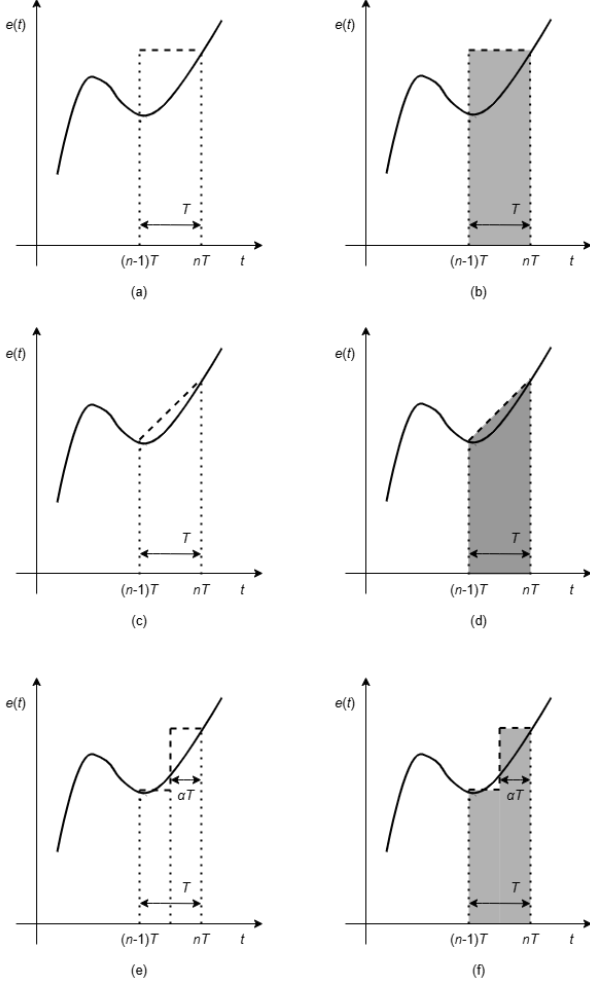 e(t)
T
(n-1)T nT t
(a)
T
(n-1)T nT t
(b)
e(t)
T
(n-1)T nT t
(c)
T
(n-1)T nT t
(d)
e(t)
αT
T
(n-1)T nT t
(e)
αT
T
(n-1)T nT t
(f)